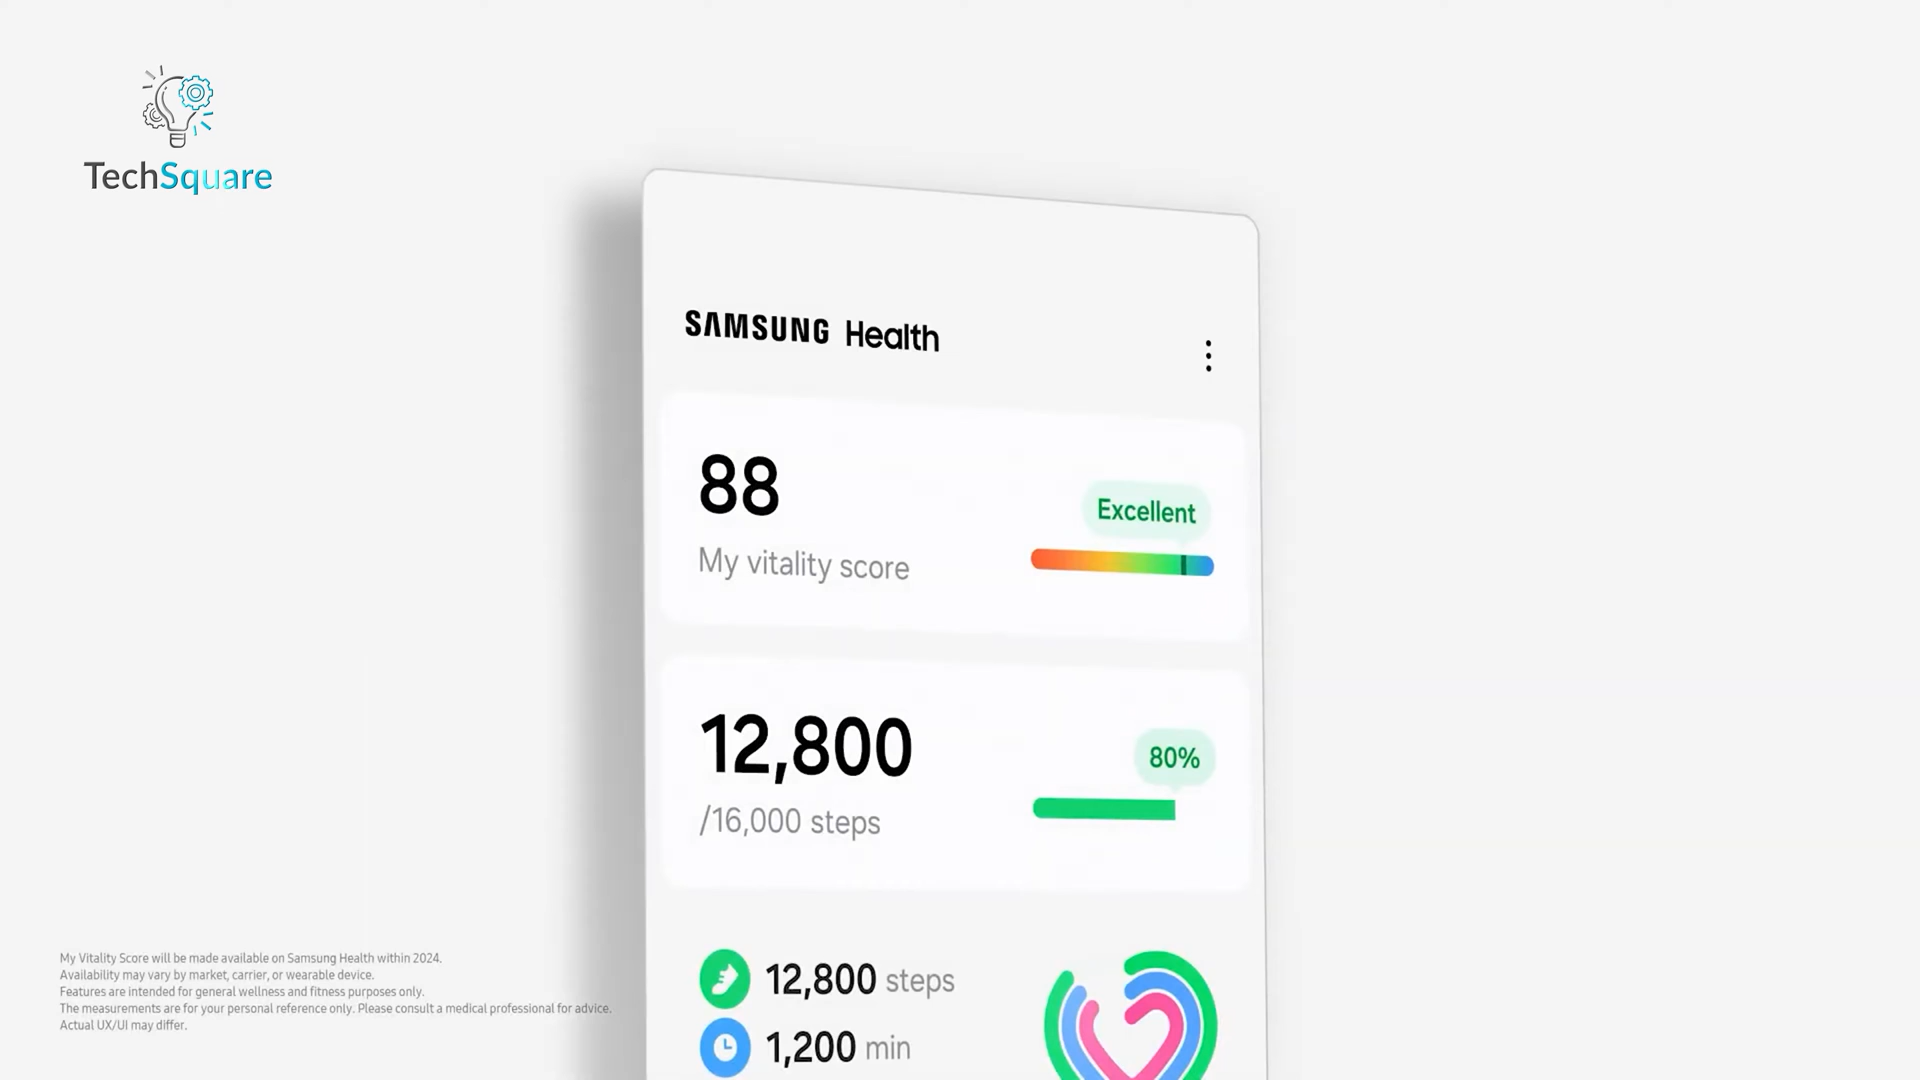 TechSquare
SAMSUNG Health
88
My vitality score
Excellent
12,800
/16,000 steps
80%
12,800 steps
1,200 min
My Vitality Score will be made available on Samsung Health within 2024.
Availability may vary by market, carrier, or wearable device.
Features are intended for general wellness and fitness purposes only.
The measurements are for your personal reference only. Please consult a medical professional for advice.
Actual UX/UI may differ.